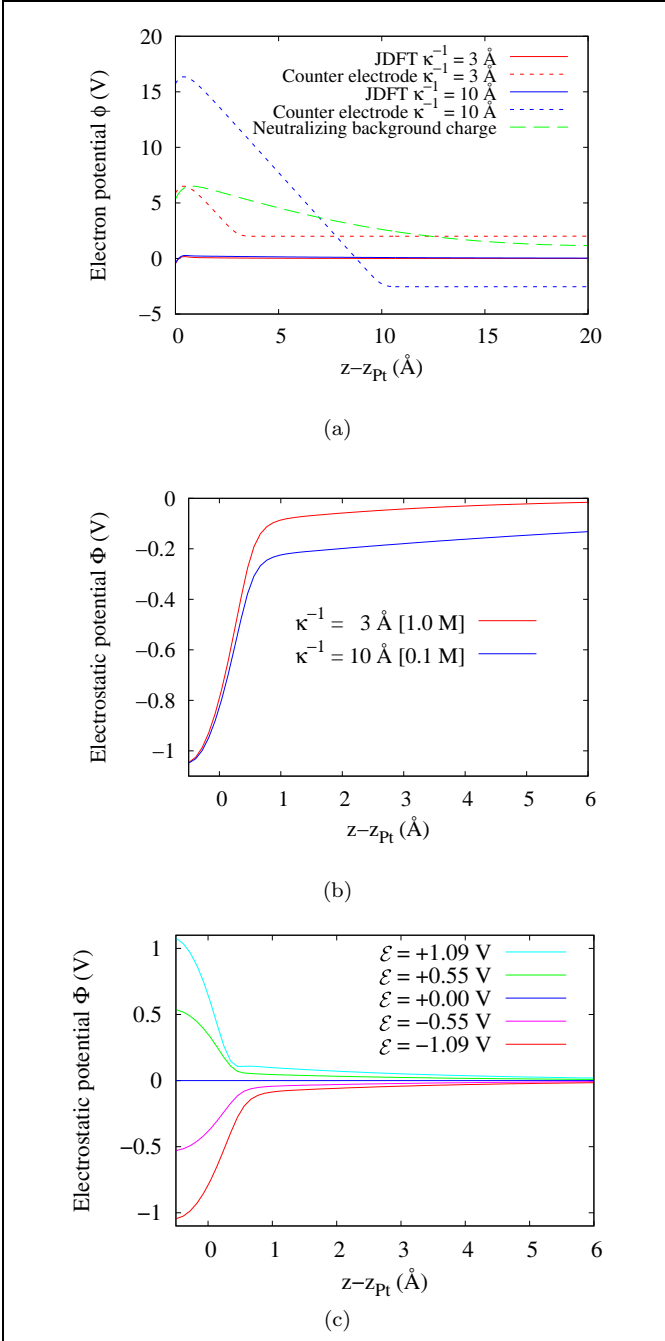 20
15
10
5
0
−5
Electron potential ϕ (V)
JDFT κ⁻¹ = 3 Å
Counter electrode κ⁻¹ = 3 Å
JDFT κ⁻¹ = 10 Å
Counter electrode κ⁻¹ = 10 Å
Neutralizing background charge
0 5 10 15 20
z−z_Pt (Å)
(a)
0
−0.2
−0.4
−0.6
−0.8
−1
Electrostatic potential Φ (V)
κ⁻¹ = 3 Å [1.0 M]
κ⁻¹ = 10 Å [0.1 M]
0 1 2 3 4 5 6
z−z_Pt (Å)
(b)
1
0.5
0
−0.5
−1
Electrostatic potential Φ (V)
ℰ = +1.09 V
ℰ = +0.55 V
ℰ = +0.00 V
ℰ = −0.55 V
ℰ = −1.09 V
0 1 2 3 4 5 6
z−z_Pt (Å)
(c)